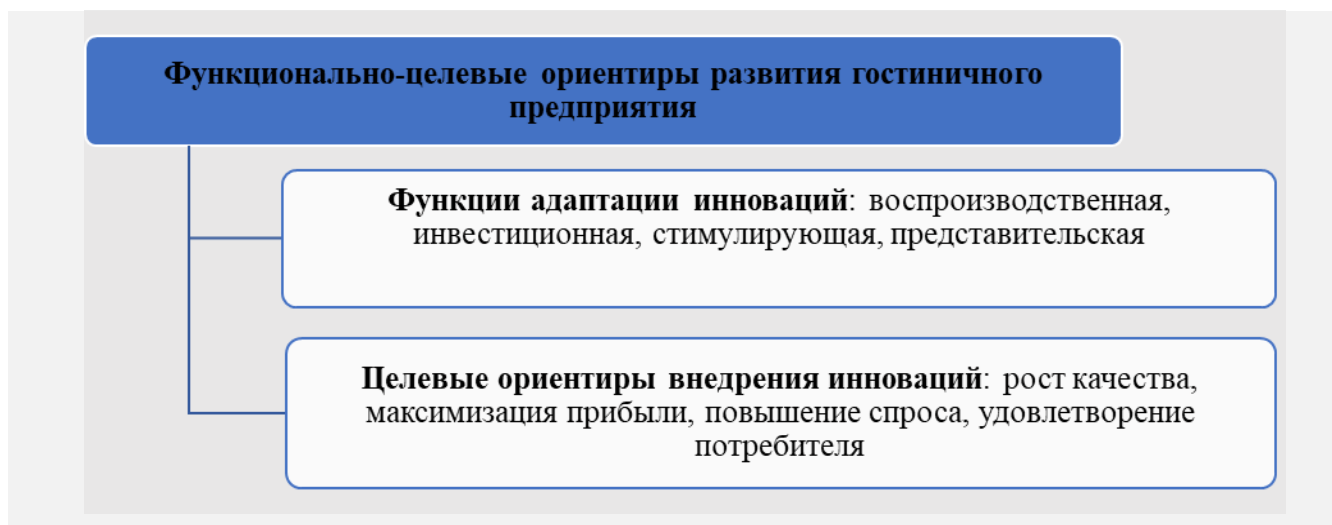 Функционально-целевые ориентиры развития гостиничного
предприятия
Функции адаптации инноваций: воспроизводственная,
инвестиционная, стимулирующая, представительская
Целевые ориентиры внедрения инноваций: рост качества,
максимизация прибыли, повышение спроса, удовлетворение
потребителя